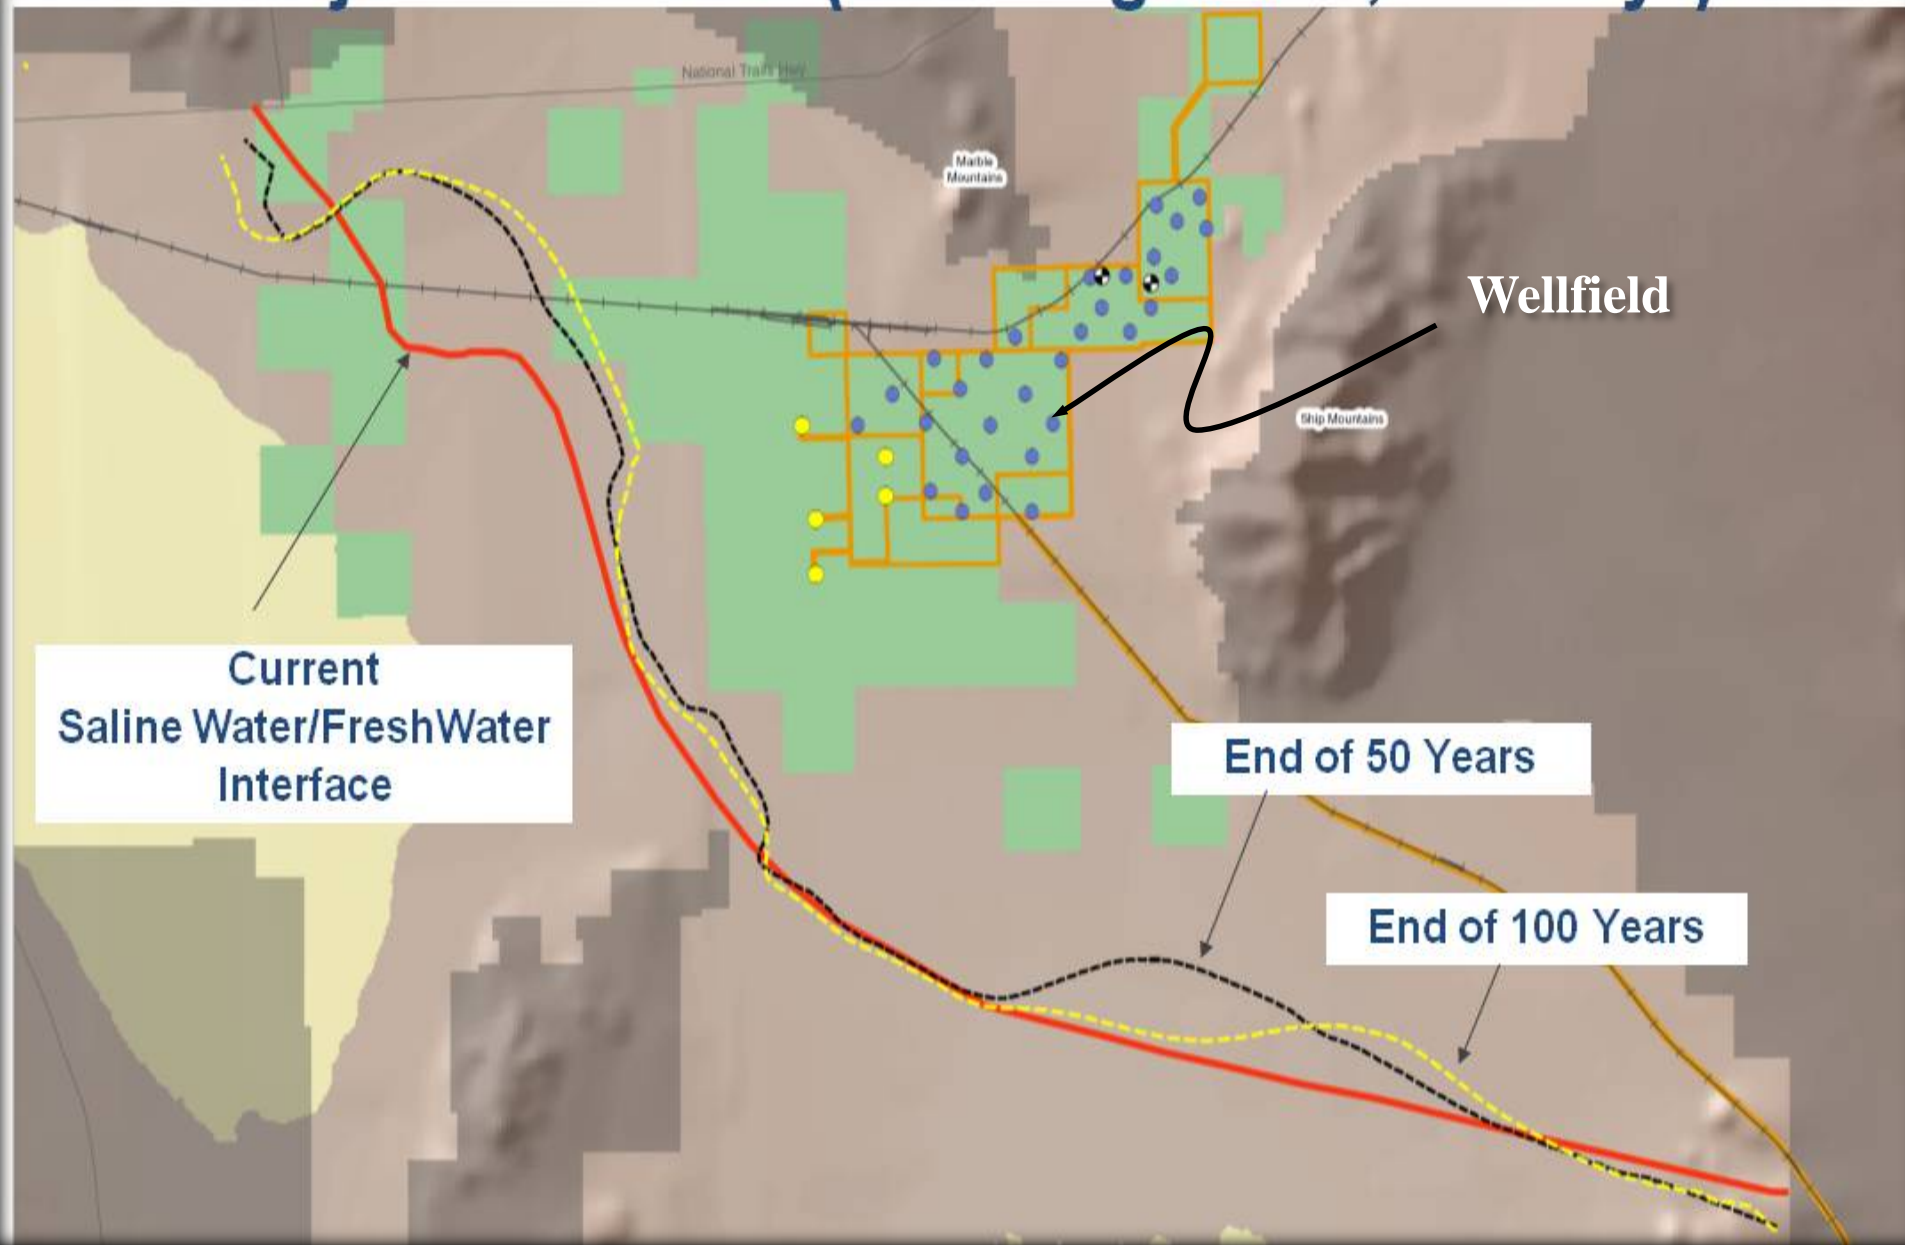 National Trails Hwy
Marble
Mountains
Wellfield
Ship Mountains
Current
Saline Water/FreshWater
Interface
End of 50 Years
End of 100 Years